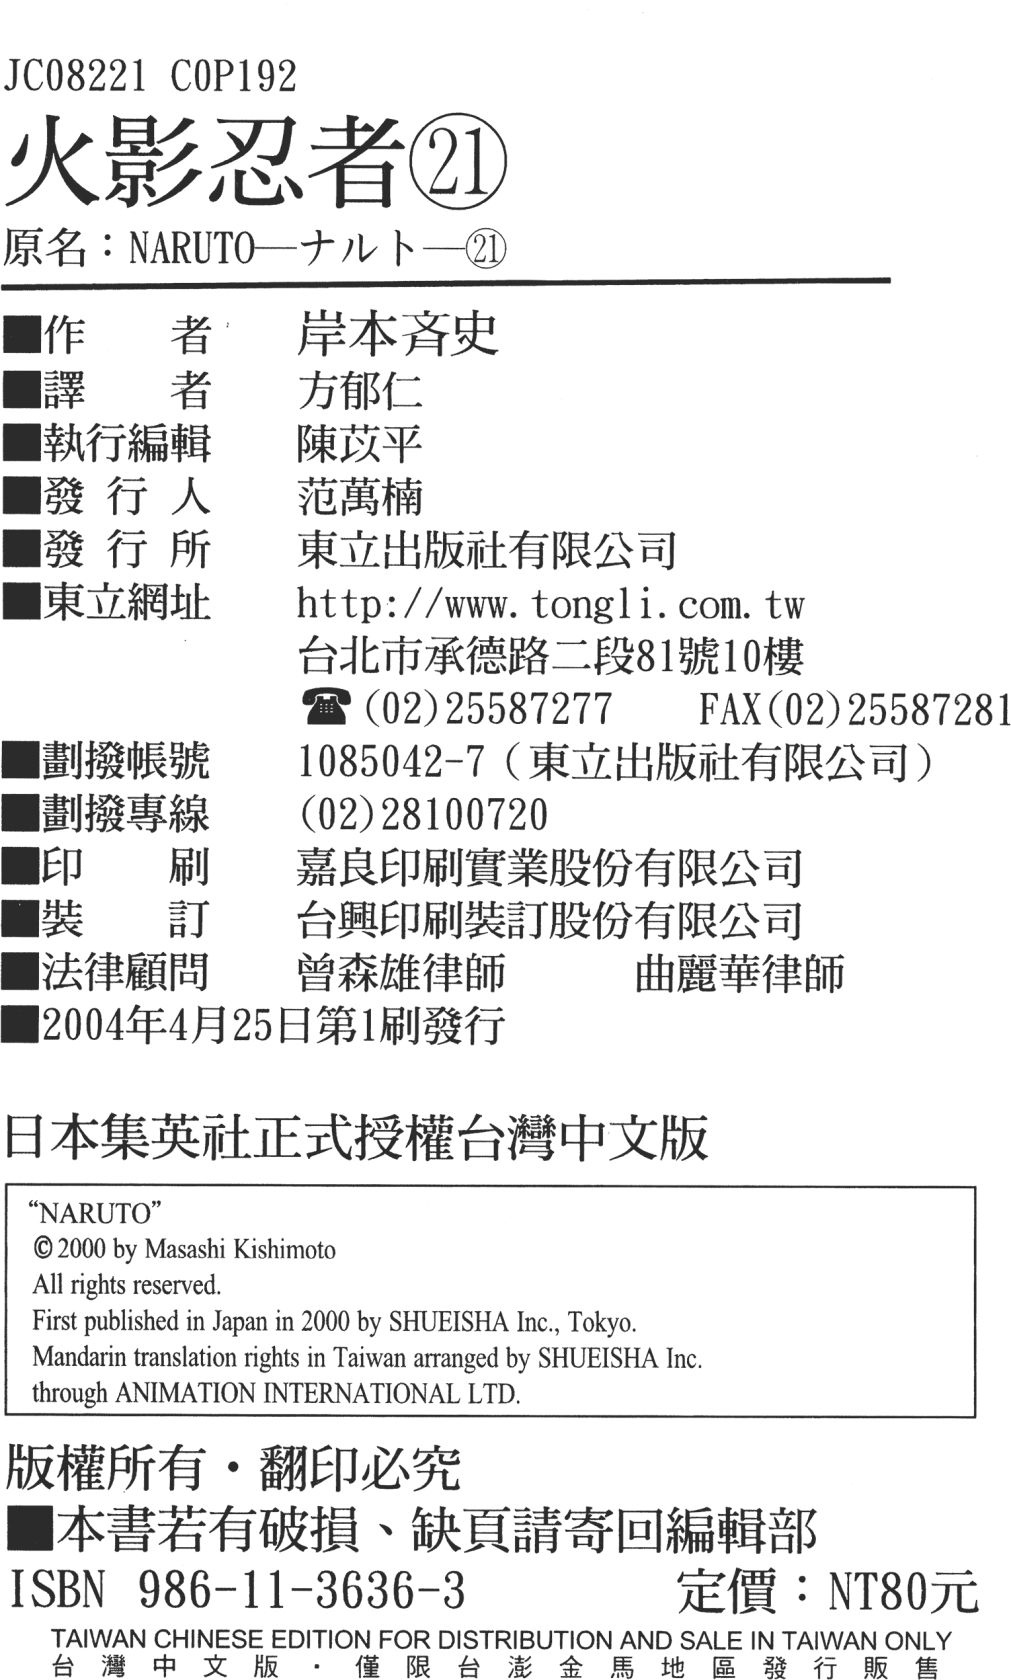 JC08221 C0P192
火影忍者㉑
原名：NARUTO—ナルト—㉑
■作　　者　岸本斉史
■譯　　者　方郁仁
■執行編輯　陳苡平
■發 行 人　范萬楠
■發 行 所　東立出版社有限公司
■東立網址　http://www.tongli.com.tw
台北市承德路二段81號10樓
☎(02)25587277　FAX(02)25587281
■劃撥帳號　1085042-7（東立出版社有限公司）
■劃撥專線　(02)28100720
■印　　刷　嘉良印刷實業股份有限公司
■裝　　訂　台興印刷裝訂股份有限公司
■法律顧問　曾森雄律師　曲麗華律師
■2004年4月25日第1刷發行
日本集英社正式授權台灣中文版
“NARUTO”
© 2000 by Masashi Kishimoto
All rights reserved.
First published in Japan in 2000 by SHUEISHA Inc., Tokyo.
Mandarin translation rights in Taiwan arranged by SHUEISHA Inc.
through ANIMATION INTERNATIONAL LTD.
版權所有・翻印必究
■本書若有破損、缺頁請寄回編輯部
ISBN 986-11-3636-3　定價：NT80元
TAIWAN CHINESE EDITION FOR DISTRIBUTION AND SALE IN TAIWAN ONLY
台灣中文版・僅限台澎金馬地區發行販售